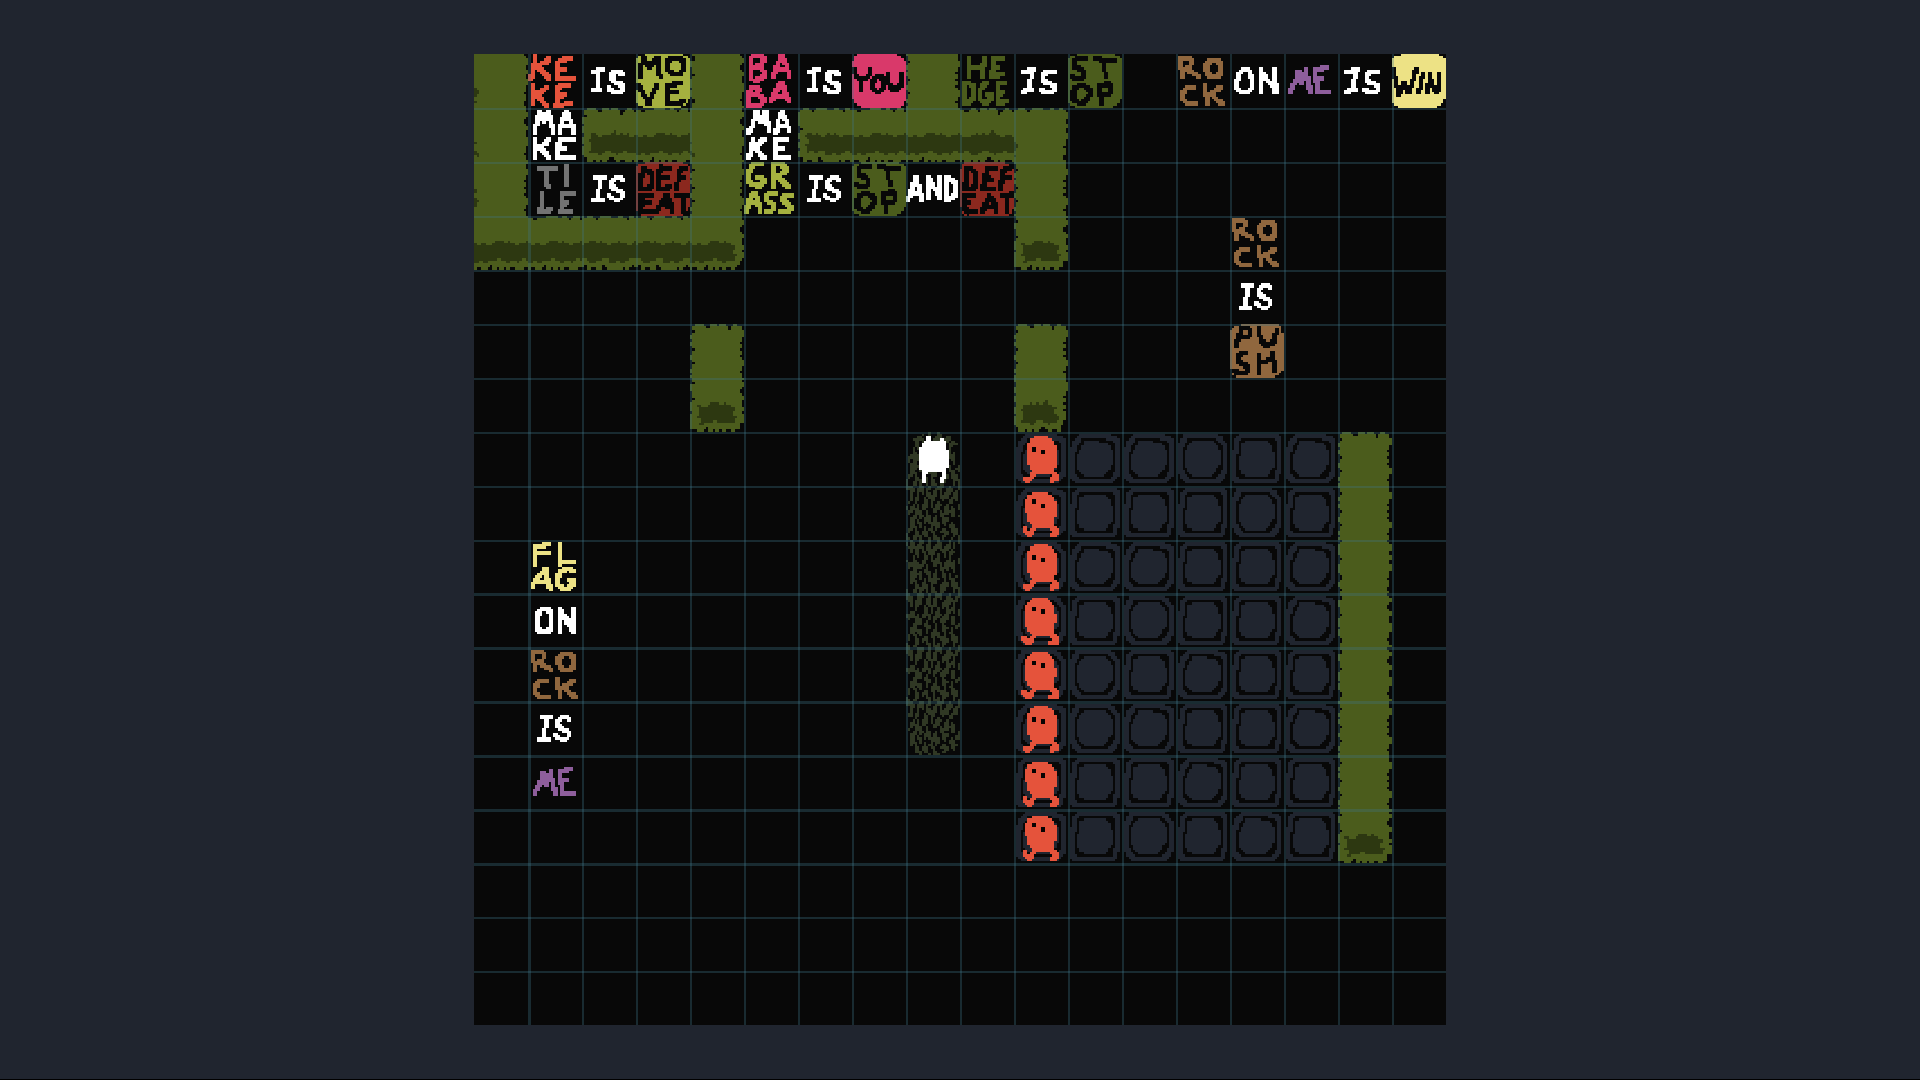 KEKE IS MOVE BABA IS YOU HEDGE IS STOP ROCK ON ME IS WIN
MAKE MAKE
TILE IS DEFEAT GRASS IS STOP AND DEFEAT
ROCK
IS
PUSH
FLAG
ON
ROCK
IS
ME